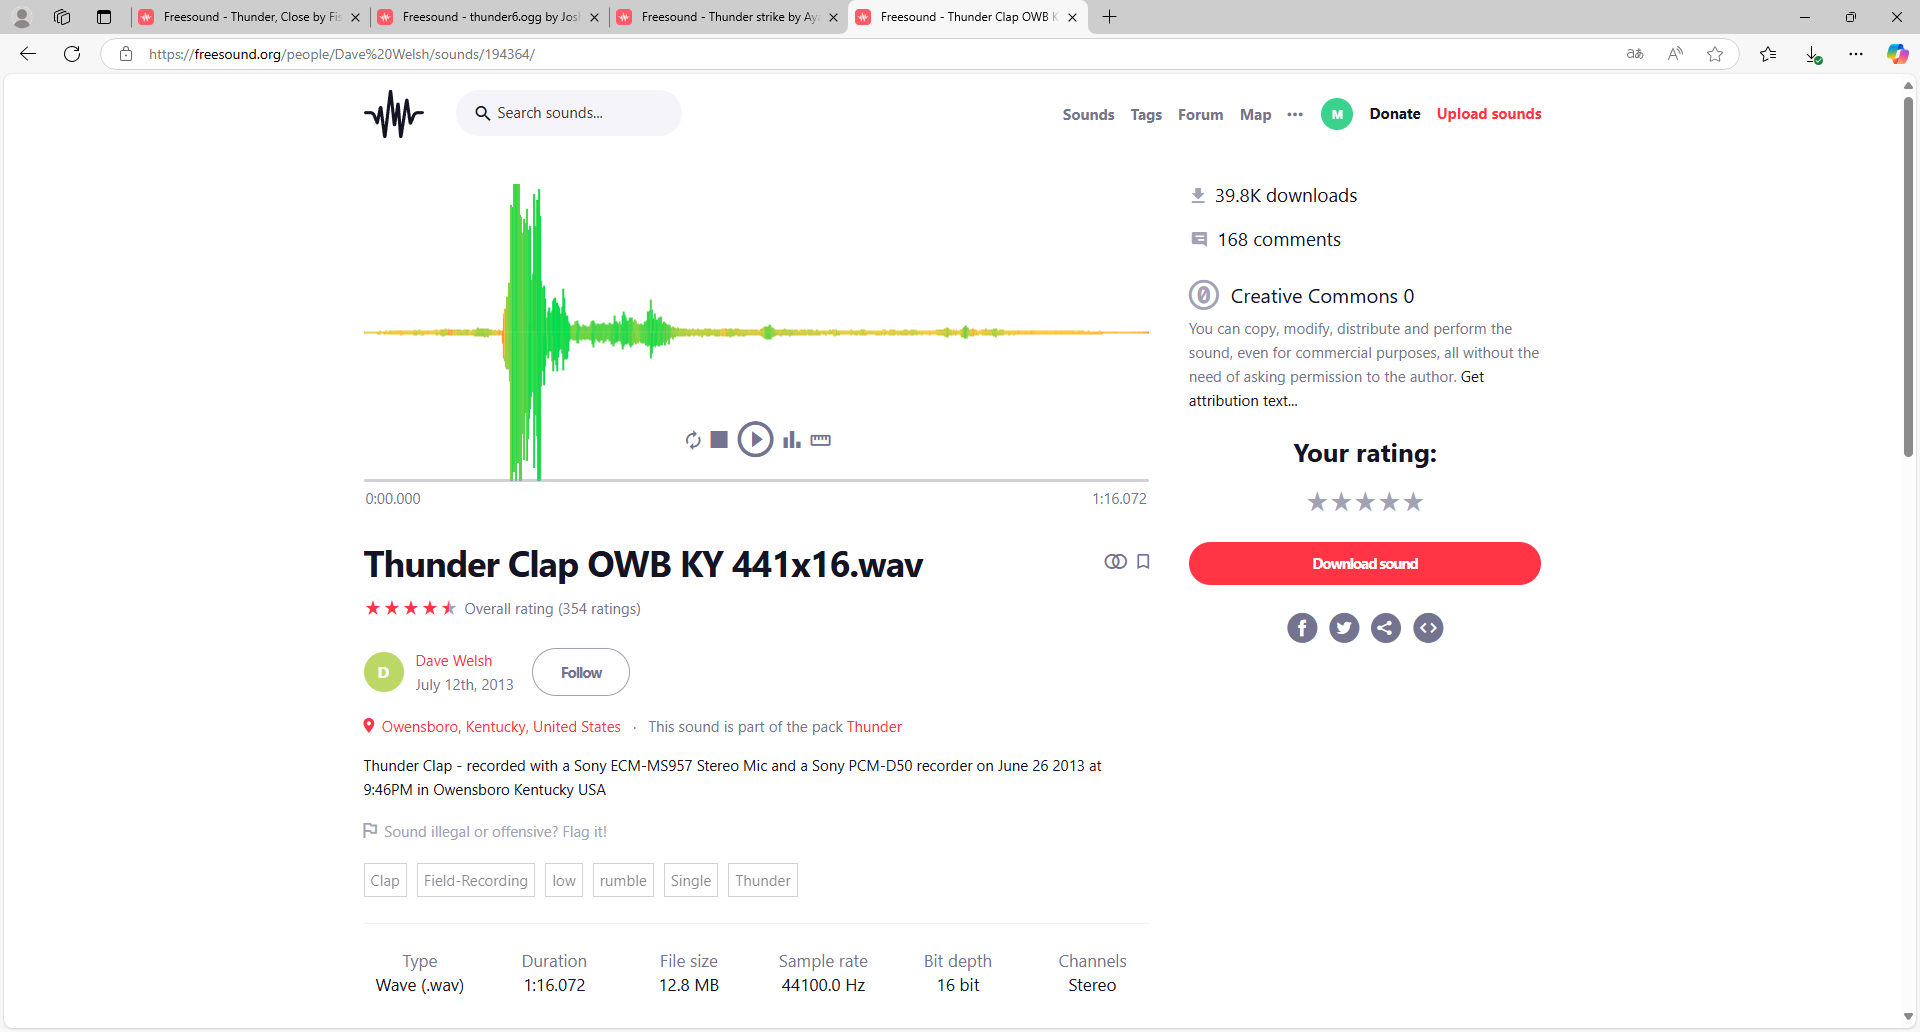 Freesound - Thunder, Close by Fis
Freesound - thunder6.ogg by Josl
Freesound - Thunder strike by Aya
Freesound - Thunder Clap OWB K
https://freesound.org/people/Dave%20Welsh/sounds/194364/
Search sounds...
Sounds
Tags
Forum
Map
M
Donate
Upload sounds
39.8K downloads
168 comments
Creative Commons 0
You can copy, modify, distribute and perform the
sound, even for commercial purposes, all without the
need of asking permission to the author. Get
attribution text...
0:00.000
1:16.072
Your rating:
Download sound
Thunder Clap OWB KY 441x16.wav
Overall rating (354 ratings)
D
Dave Welsh
July 12th, 2013
Follow
Owensboro, Kentucky, United States · This sound is part of the pack Thunder
Thunder Clap - recorded with a Sony ECM-MS957 Stereo Mic and a Sony PCM-D50 recorder on June 26 2013 at
9:46PM in Owensboro Kentucky USA
Sound illegal or offensive? Flag it!
Clap
Field-Recording
low
rumble
Single
Thunder
Type
Wave (.wav)
Duration
1:16.072
File size
12.8 MB
Sample rate
44100.0 Hz
Bit depth
16 bit
Channels
Stereo